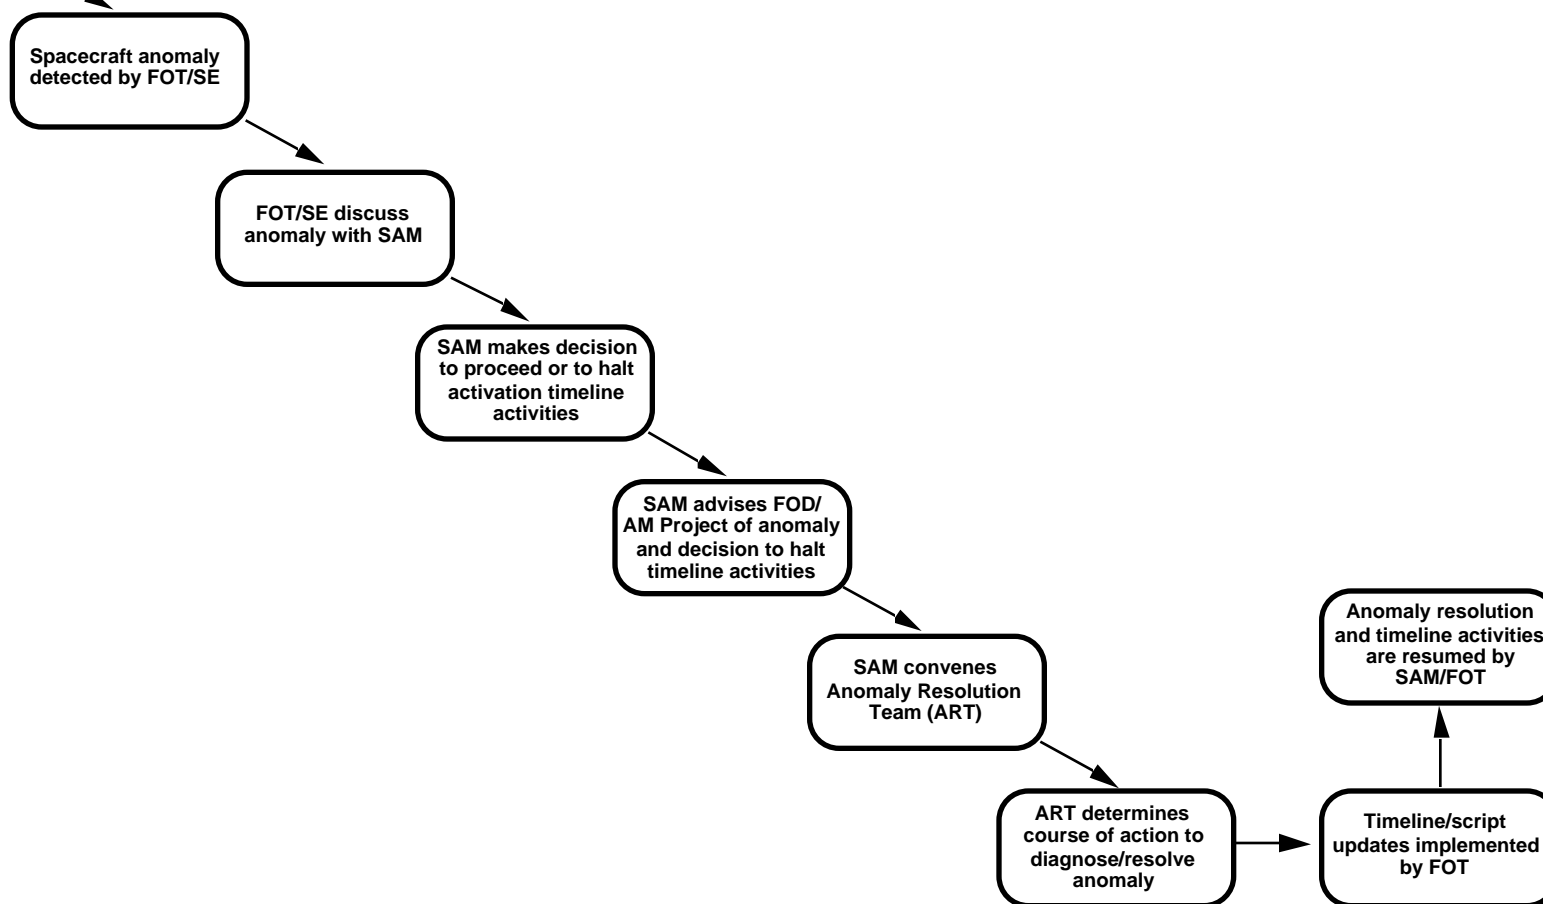 Spacecraft anomaly
detected by FOT/SE
FOT/SE discuss
anomaly with SAM
SAM makes decision
to proceed or to halt
activation timeline
activities
SAM advises FOD/
AM Project of anomaly
and decision to halt
timeline activities
SAM convenes
Anomaly Resolution
Team (ART)
ART determines
course of action to
diagnose/resolve
anomaly
Timeline/script
updates implemented
by FOT
Anomaly resolution
and timeline activities
are resumed by
SAM/FOT